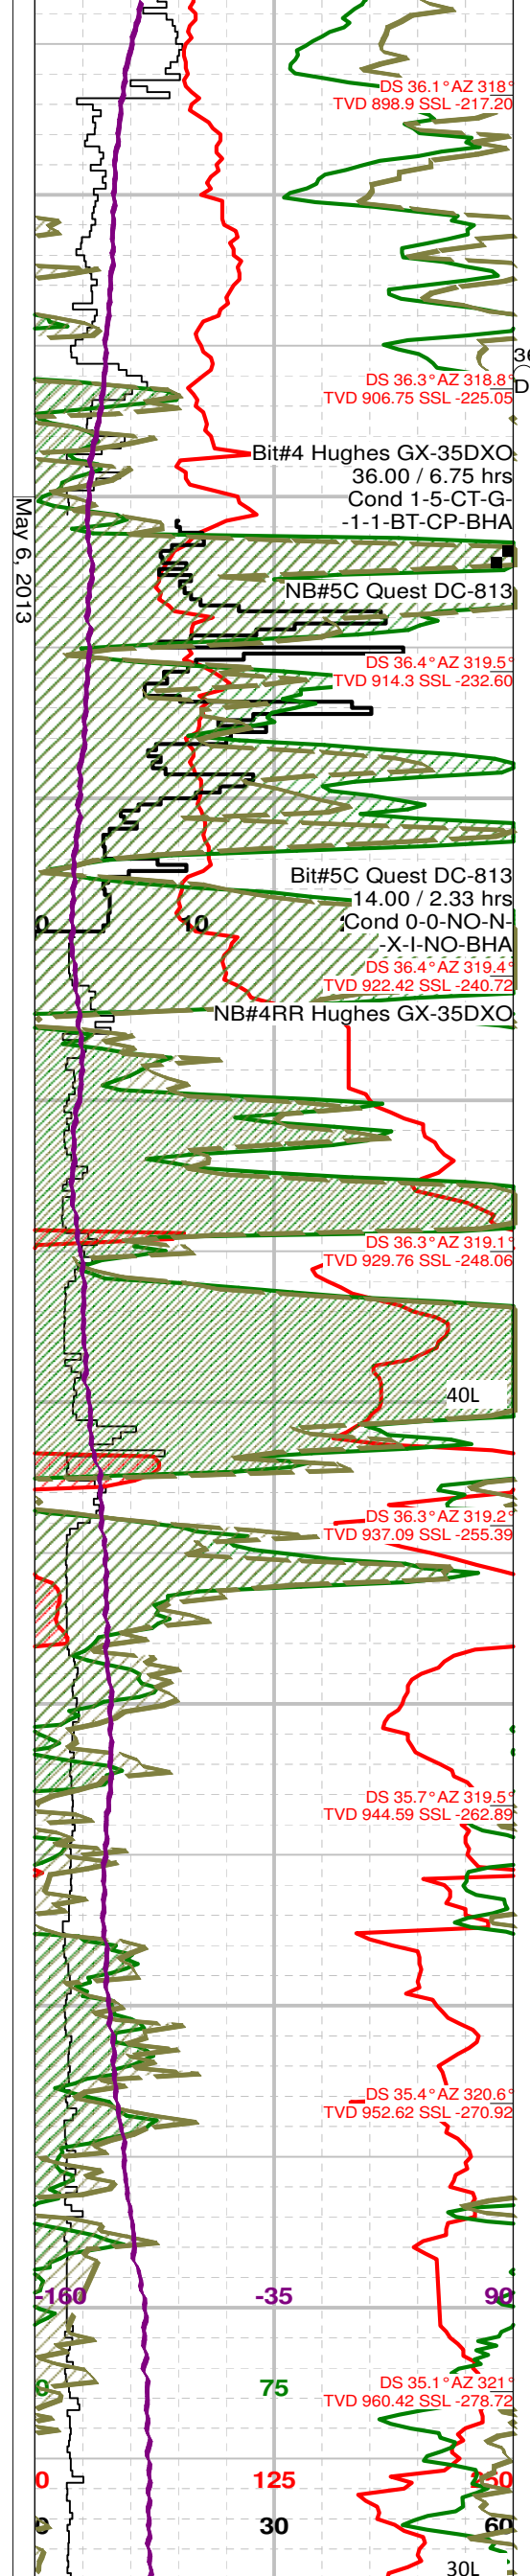 DS 36.1°AZ 318°
TVD 898.9 SSL -217.20
36
DS 36.3°AZ 318.8°
D
TVD 906.75 SSL -225.05
Bit#4 Hughes GX-35DXO
36.00 / 6.75 hrs
Cond 1-5-CT-G-
-1-1-BT-CP-BHA
May 6, 2013
NB#5C Quest DC-813
DS 36.4°AZ 319.5°
TVD 914.3 SSL -232.60
Bit#5C Quest DC-813
14.00 / 2.33 hrs
0 10 Cond 0-0-NO-N-
-X-I-NO-BHA
DS 36.4°AZ 319.4°
TVD 922.42 SSL -240.72
NB#4RR Hughes GX-35DXO
DS 36.3°AZ 319.1°
TVD 929.76 SSL -248.06
40L
DS 36.3°AZ 319.2°
TVD 937.09 SSL -255.39
DS 35.7°AZ 319.5°
TVD 944.59 SSL -262.89
DS 35.4°AZ 320.6°
TVD 952.62 SSL -270.92
-160 -35 90
DS 35.1°AZ 321°
0 75
TVD 960.42 SSL -278.72
0 125 250
0 30 60
30L